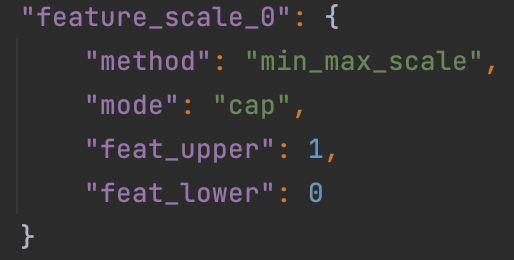 "feature_scale_0": {
    "method": "min_max_scale",
    "mode": "cap",
    "feat_upper": 1,
    "feat_lower": 0
}